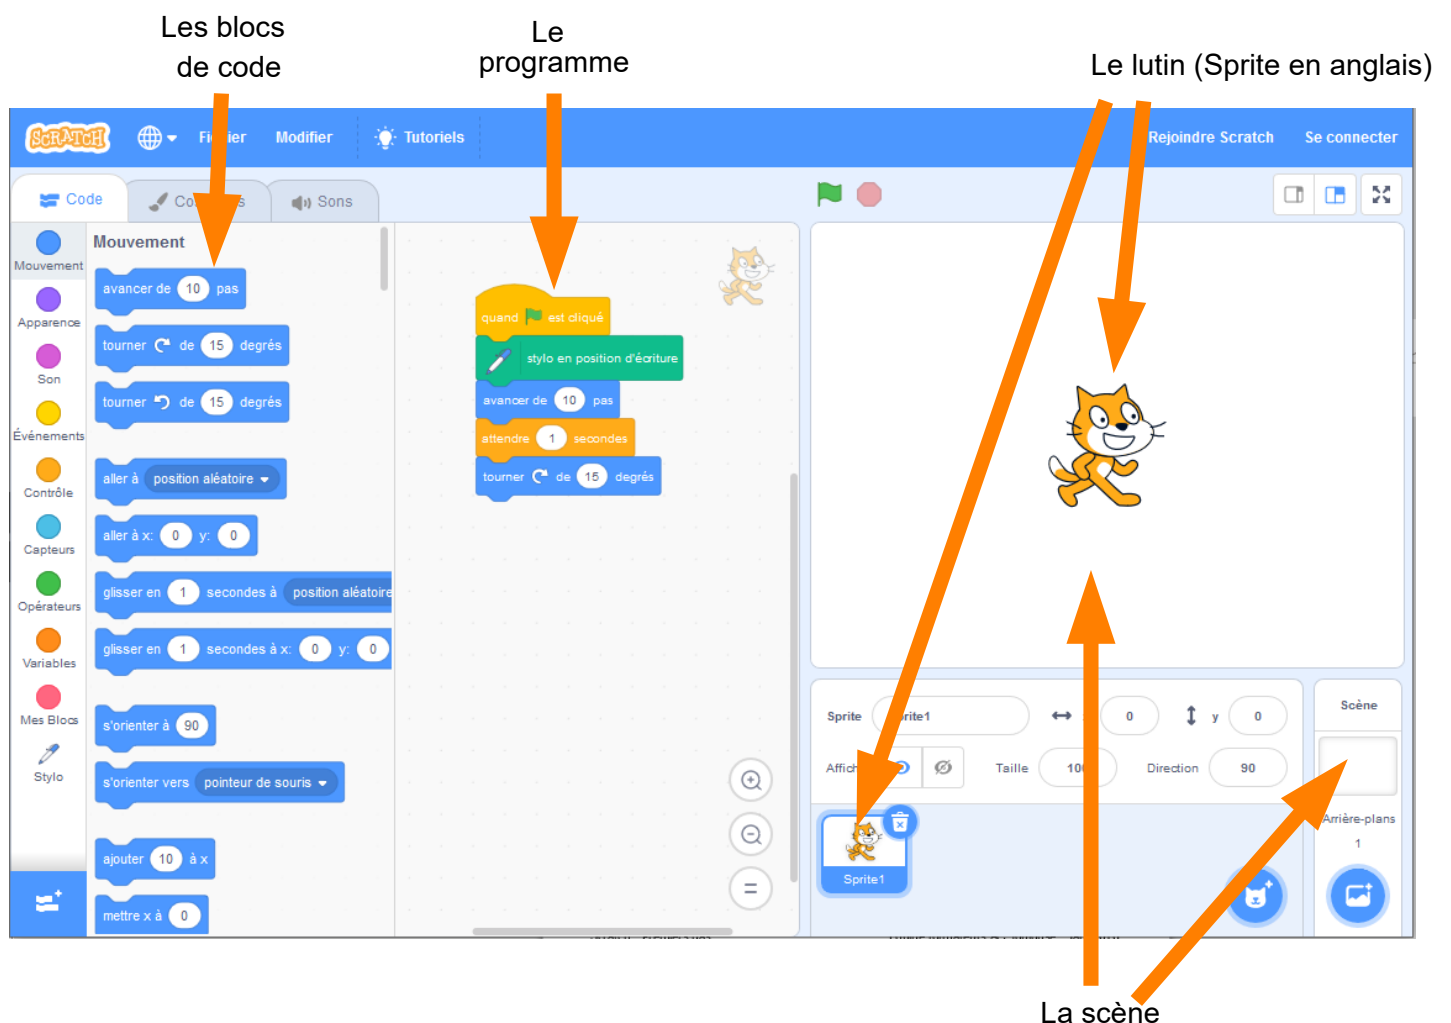 Les blocs
de code
Le
programme
Le lutin (Sprite en anglais)
SCRATCH
Modifier
Tutoriels
Rejoindre Scratch
Se connecter
Code
Sons
Mouvement
Apparence
Son
Événements
Contrôle
Capteurs
Opérateurs
Variables
Mes Blocs
Stylo
Mouvement
avancer de 10 pas
tourner de 15 degrés
tourner de 15 degrés
aller à position aléatoire
aller à x: 0 y: 0
glisser en 1 secondes à position aléatoire
glisser en 1 secondes à x: 0 y: 0
s'orienter à 90
s'orienter vers pointeur de souris
ajouter 10 à x
mettre x à 0
quand est cliqué
stylo en position d'écriture
avancer de 10 pas
attendre 1 secondes
tourner de 15 degrés
Sprite
0 y 0
Taille
Direction 90
Sprite1
Scène
Arrière-plans
1
La scène